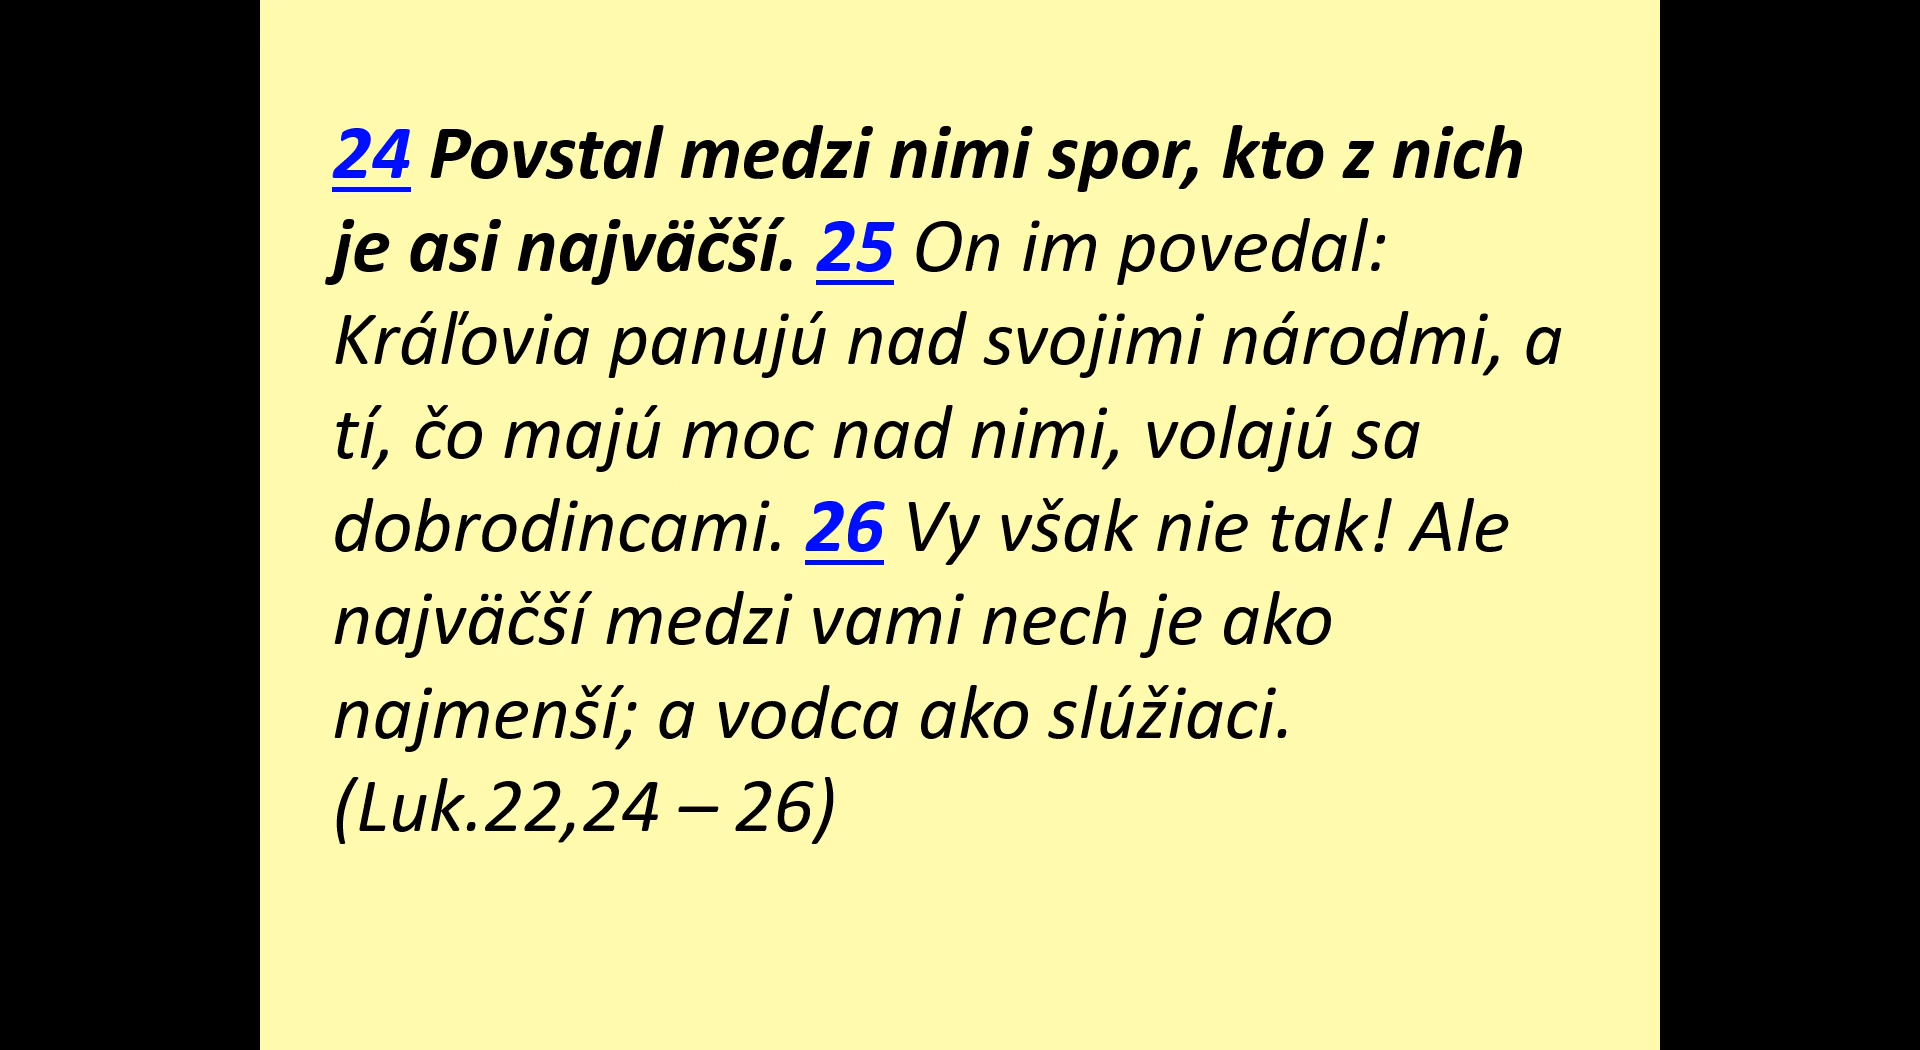 24 Povstal medzi nimi spor, kto z nich
je asi najväčší. 25 On im povedal:
Kráľovia panujú nad svojimi národmi, a
tí, čo majú moc nad nimi, volajú sa
dobrodincami. 26 Vy však nie tak! Ale
najväčší medzi vami nech je ako
najmenší; a vodca ako slúžiaci.
(Luk.22,24 – 26)